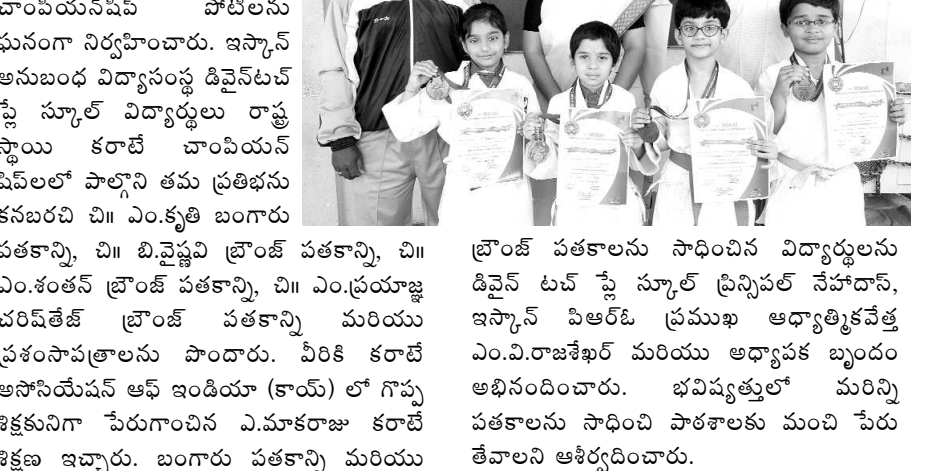 చాంపియన్‌షిప్ పోటీలను
ఘనంగా నిర్వహించారు. ఇస్కాన్
అనుబంధ విద్యాసంస్థ డివైన్‌టచ్
ప్లే స్కూల్ విద్యార్థులు రాష్ట్ర
స్థాయి కరాటే చాంపియన్
షిప్‌లలో పాల్గొని తమ ప్రతిభను
కనబరచి చి॥ ఎం.కృతి బంగారు
పతకాన్ని, చి॥ బి.వైష్ణవి బ్రౌంజ్ పతకాన్ని, చి॥
ఎం.శంతన్ బ్రౌంజ్ పతకాన్ని, చి॥ ఎం.ప్రయాజ్ఞ
చరిష్‌తేజ్ బ్రౌంజ్ పతకాన్ని మరియు
ప్రశంసాపత్రాలను పొందారు. వీరికి కరాటే
అసోసియేషన్ ఆఫ్ ఇండియా (కాయ్) లో గొప్ప
శిక్షకునిగా పేరుగాంచిన ఎ.మాకరాజు కరాటే
శిక్షణ ఇచ్చారు. బంగారు పతకాన్ని మరియు
బ్రౌంజ్ పతకాలను సాధించిన విద్యార్థులను
డివైన్ టచ్ ప్లే స్కూల్ ప్రిన్సిపల్ నేహాదాస్,
ఇస్కాన్ పిఆర్ఓ ప్రముఖ ఆధ్యాత్మికవేత్త
ఎం.వి.రాజశేఖర్ మరియు అధ్యాపక బృందం
అభినందించారు. భవిష్యత్తులో మరిన్ని
పతకాలను సాధించి పాఠశాలకు మంచి పేరు
తేవాలని ఆశీర్వదించారు.